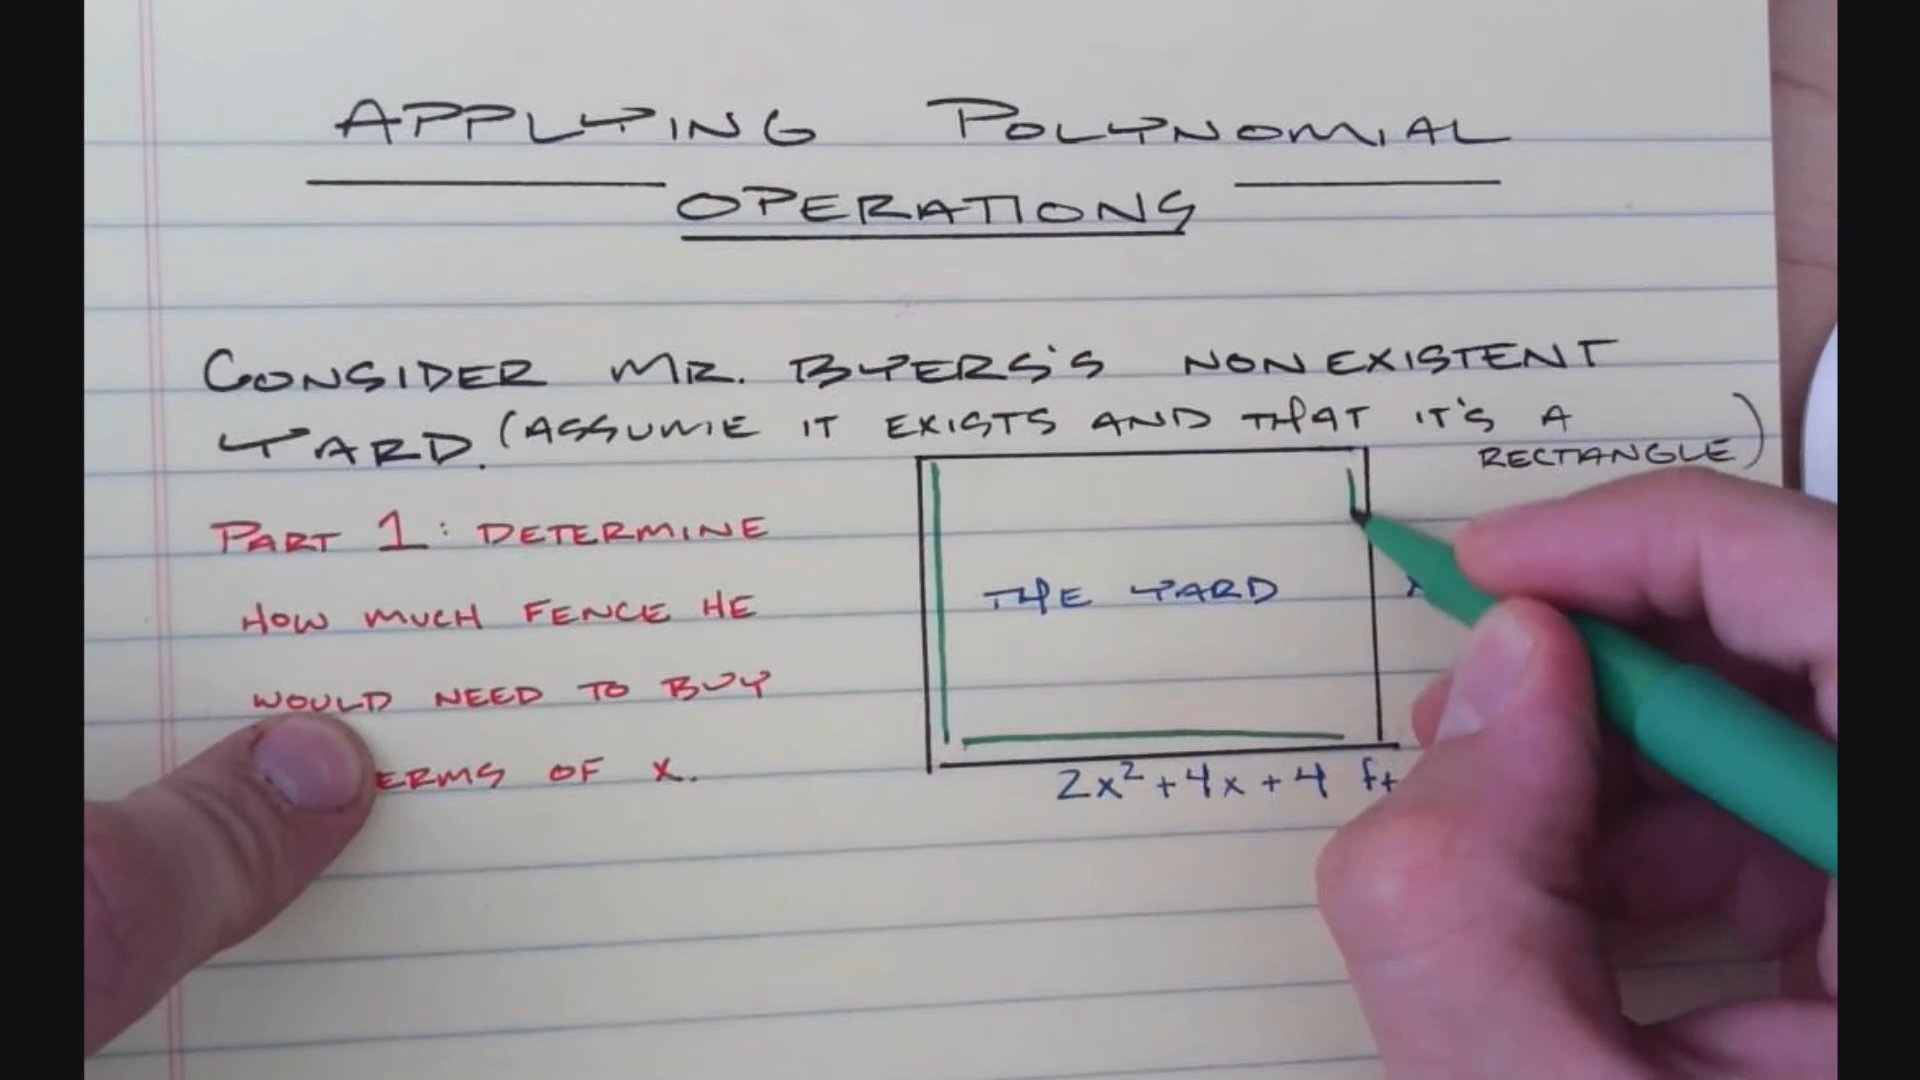 APPLYING POLYNOMIAL
OPERATIONS
CONSIDER MR. BYERS'S NONEXISTENT
YARD. (ASSUME IT EXISTS AND THAT IT'S A
RECTANGLE)
PART 1: DETERMINE
HOW MUCH FENCE HE
WOULD NEED TO BUY
OF X.
THE YARD
2x²+4x+4 ft